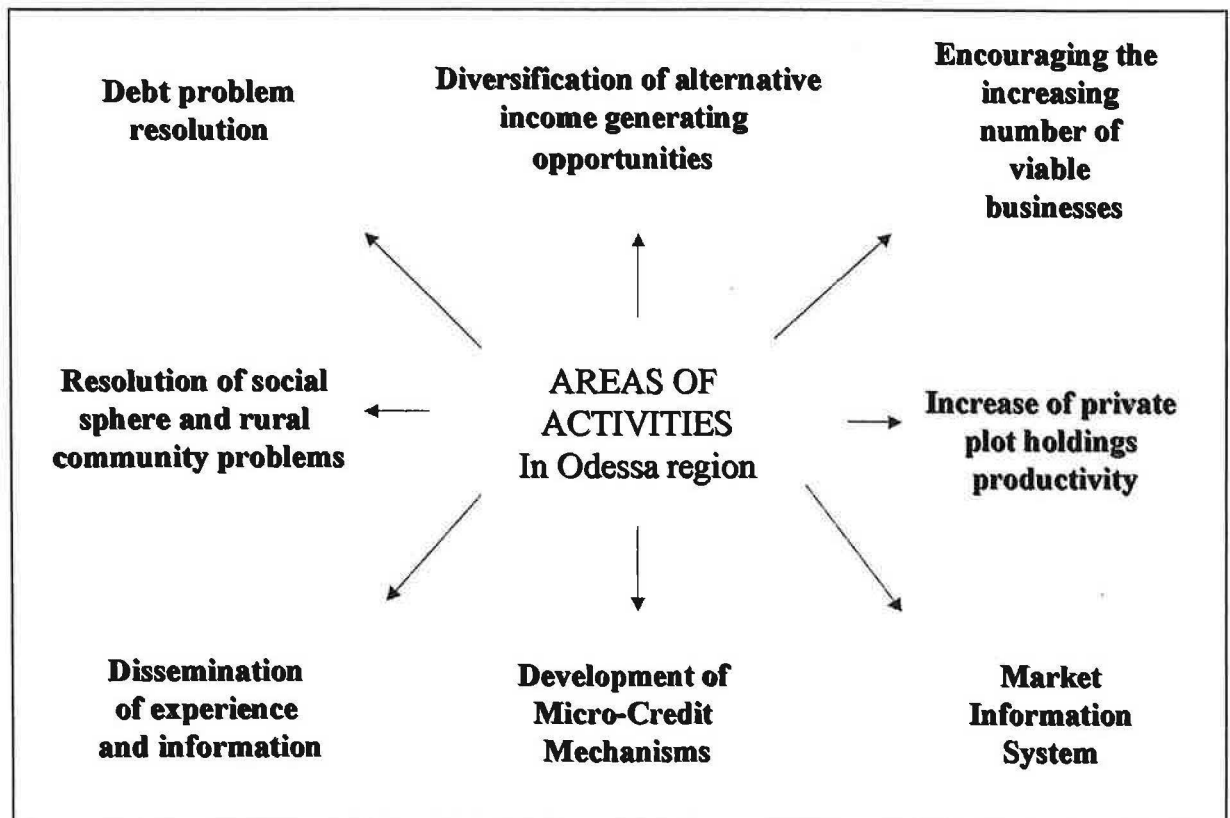 Debt problem
resolution
Diversification of alternative
income generating
opportunities
Encouraging the
increasing
number of
viable
businesses
Resolution of social
sphere and rural
community problems
AREAS OF
ACTIVITIES
In Odessa region
Increase of private
plot holdings
productivity
Dissemination
of experience
and information
Development of
Micro-Credit
Mechanisms
Market
Information
System